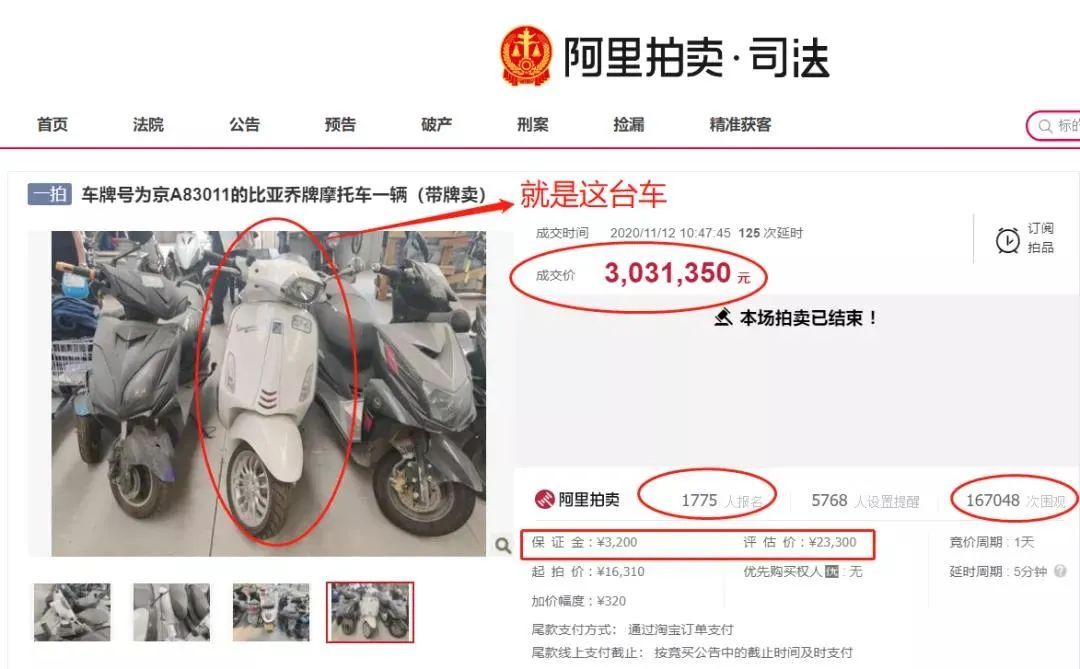 阿里拍卖·司法
首页 法院 公告 预告 破产 刑案 捡漏 精准获客 标的
一拍 车牌号为京A83011的比亚乔牌摩托车一辆（带牌卖）
就是这台车
成交时间 2020/11/12 10:47:45 125 次延时
订阅
拍品
成交价 3,031,350 元
本场拍卖已结束！
阿里拍卖 1775 人报名 5768 人设置提醒 167048 次围观
保 证 金：¥3,200 评 估 价：¥23,300 竞价周期：1天
起 拍 价：¥16,310 优先购买权人 优：无 延时周期：5分钟 ?
加价幅度：¥320
尾款支付方式： 通过淘宝订单支付
尾款线上支付截止： 按竞买公告中的截止时间及时支付